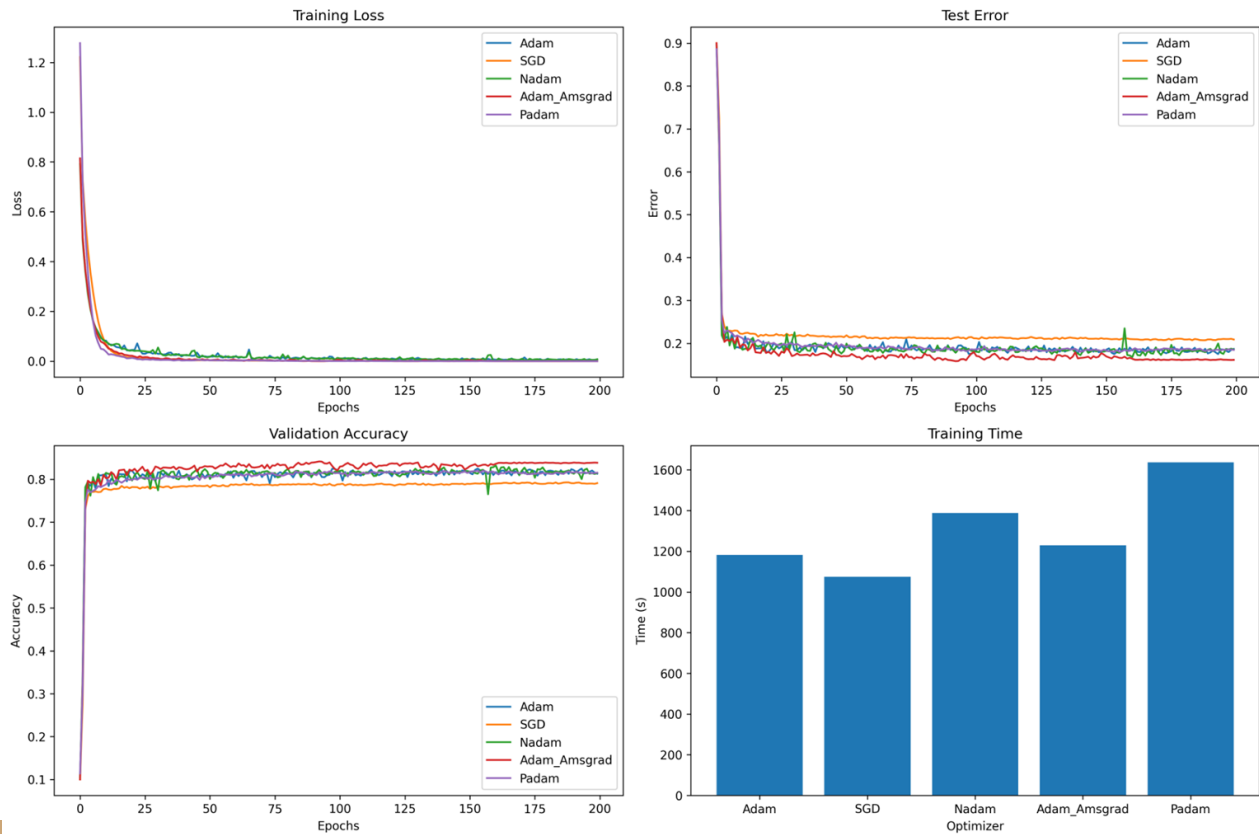 Training Loss
Loss
1.2
1.0
0.8
0.6
0.4
0.2
0.0
0 25 50 75 100 125 150 175 200
Epochs
Adam
SGD
Nadam
Adam_Amsgrad
Padam
Test Error
Error
0.9
0.8
0.7
0.6
0.5
0.4
0.3
0.2
0 25 50 75 100 125 150 175 200
Epochs
Adam
SGD
Nadam
Adam_Amsgrad
Padam
Validation Accuracy
Accuracy
0.8
0.7
0.6
0.5
0.4
0.3
0.2
0.1
0 25 50 75 100 125 150 175 200
Epochs
Adam
SGD
Nadam
Adam_Amsgrad
Padam
Training Time
Time (s)
1600
1400
1200
1000
800
600
400
200
0
Adam SGD Nadam Adam_Amsgrad Padam
Optimizer